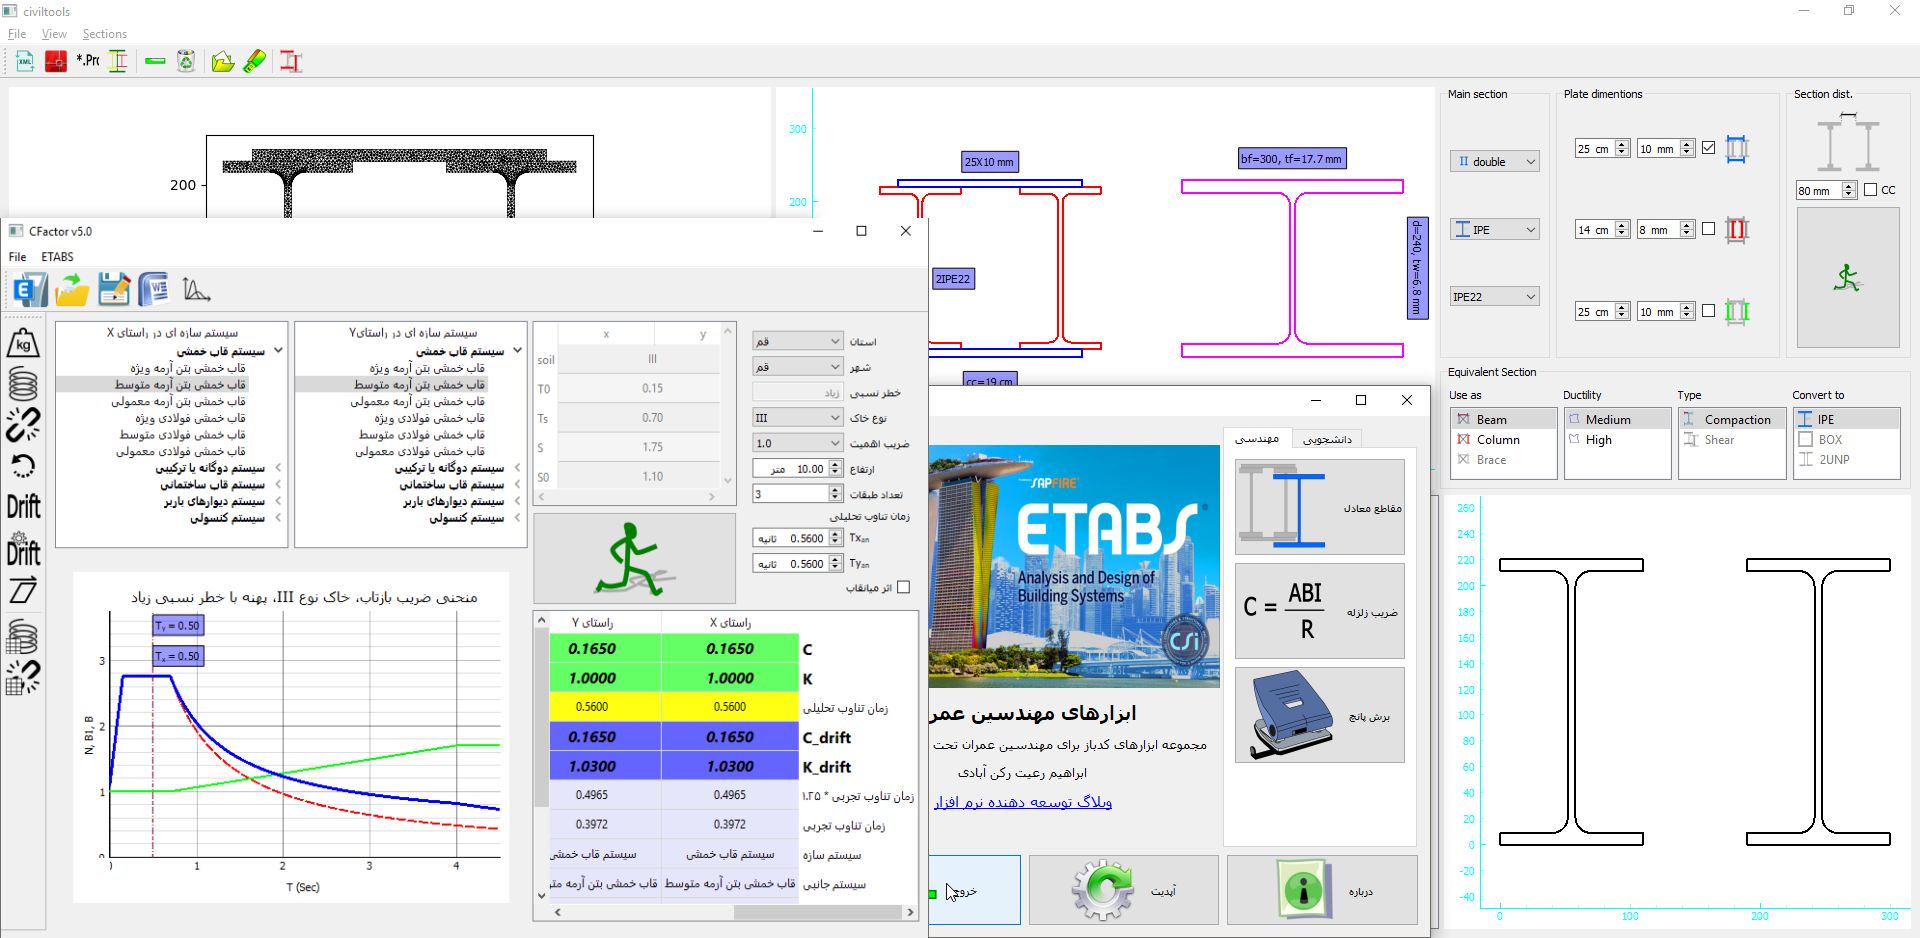 civiltools
File View Sections
*.Prc
200
300
200
25X10 mm
2IPE22
cc=19 cm
bf=300, tf=17.7 mm
d=240, tw=6.8 mm
Main section
II double
IPE
IPE22
Plate dimentions
25 cm 10 mm
14 cm 8 mm
25 cm 10 mm
Section dist.
80 mm CC
Equivalent Section
Use as
Beam
Column
Brace
Ductility
Medium
High
Type
Compaction
Shear
Convert to
IPE
BOX
2UNP
260
240
220
200
180
160
140
120
100
80
60
40
20
0
-20
-40
0 100 200 300
CFactor v5.0
File ETABS
kg
Drift
Drift
سیستم سازه ای در راستای X
سیستم قاب خمشی
قاب خمشی بتن آرمه ویژه
قاب خمشی بتن آرمه متوسط
قاب خمشی بتن آرمه معمولی
قاب خمشی فولادی ویژه
قاب خمشی فولادی متوسط
قاب خمشی فولادی معمولی
سیستم دوگانه یا ترکیبی
سیستم قاب ساختمانی
سیستم دیوارهای باربر
سیستم کنسولی
سیستم سازه ای در راستای Y
سیستم قاب خمشی
قاب خمشی بتن آرمه ویژه
قاب خمشی بتن آرمه متوسط
قاب خمشی بتن آرمه معمولی
قاب خمشی فولادی ویژه
قاب خمشی فولادی متوسط
قاب خمشی فولادی معمولی
سیستم دوگانه یا ترکیبی
سیستم قاب ساختمانی
سیستم دیوارهای باربر
سیستم کنسولی
x y
soil III
T0 0.15
Ts 0.70
S 1.75
S0 1.10
استان قم
شهر قم
خطر نسبی زیاد
نوع خاک III
ضریب اهمیت 1.0
ارتفاع 10.00 متر
تعداد طبقات 3
زمان تناوب تحلیلی
Txan 0.5600 ثانیه
Tyan 0.5600 ثانیه
اثر میانقاب
منحنی ضریب بازتاب، خاک نوع III، پهنه با خطر نسبی زیاد
Ty = 0.50
Tx = 0.50
N, B1, B
3
2
1
0
1 2 3 4
T (Sec)
راستای Y راستای X
0.1650 0.1650 C
1.0000 1.0000 K
0.5600 0.5600 زمان تناوب تحلیلی
0.1650 0.1650 C_drift
1.0300 1.0300 K_drift
0.4965 0.4965 زمان تناوب تجربی * ۱.۲۵
0.3972 0.3972 زمان تناوب تجربی
سیستم سازه سیستم قاب خمشی سیستم قاب خمشی
سیستم جانبی قاب خمشی بتن آرمه متوسط قاب خمشی بتن آرمه متو
SAPFIRE
ETABS
Analysis and Design of
Building Systems
CSi
ابزارهای مهندسین عمر
مجموعه ابزارهای کدباز برای مهندسین عمران تحت
ابراهیم رعیت رکن آبادی
وبلاگ توسعه دهنده نرم افزار
مهندسی دانشجویی
مقاطع معادل
C = ABI / R
ضریب زلزله
برش پانچ
خروج
آپدیت
درباره